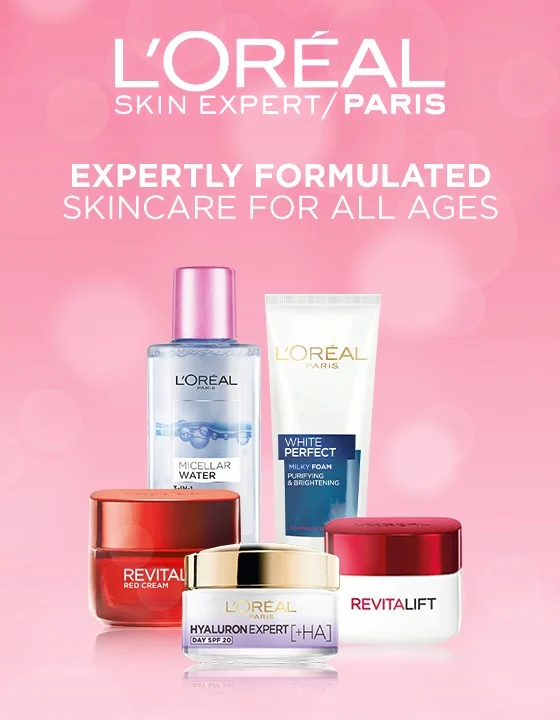 L'ORÉAL
SKIN EXPERT/PARIS
EXPERTLY FORMULATED
SKINCARE FOR ALL AGES
L'ORÉAL
PARIS
MICELLAR
WATER
L'ORÉAL
PARIS
WHITE
PERFECT
MILKY FOAM
PURIFYING
& BRIGHTENING
REVITAL
RED CREAM
REVITALIFT
L'ORÉAL
PARIS
HYALURON EXPERT [+HA]
DAY SPF 20